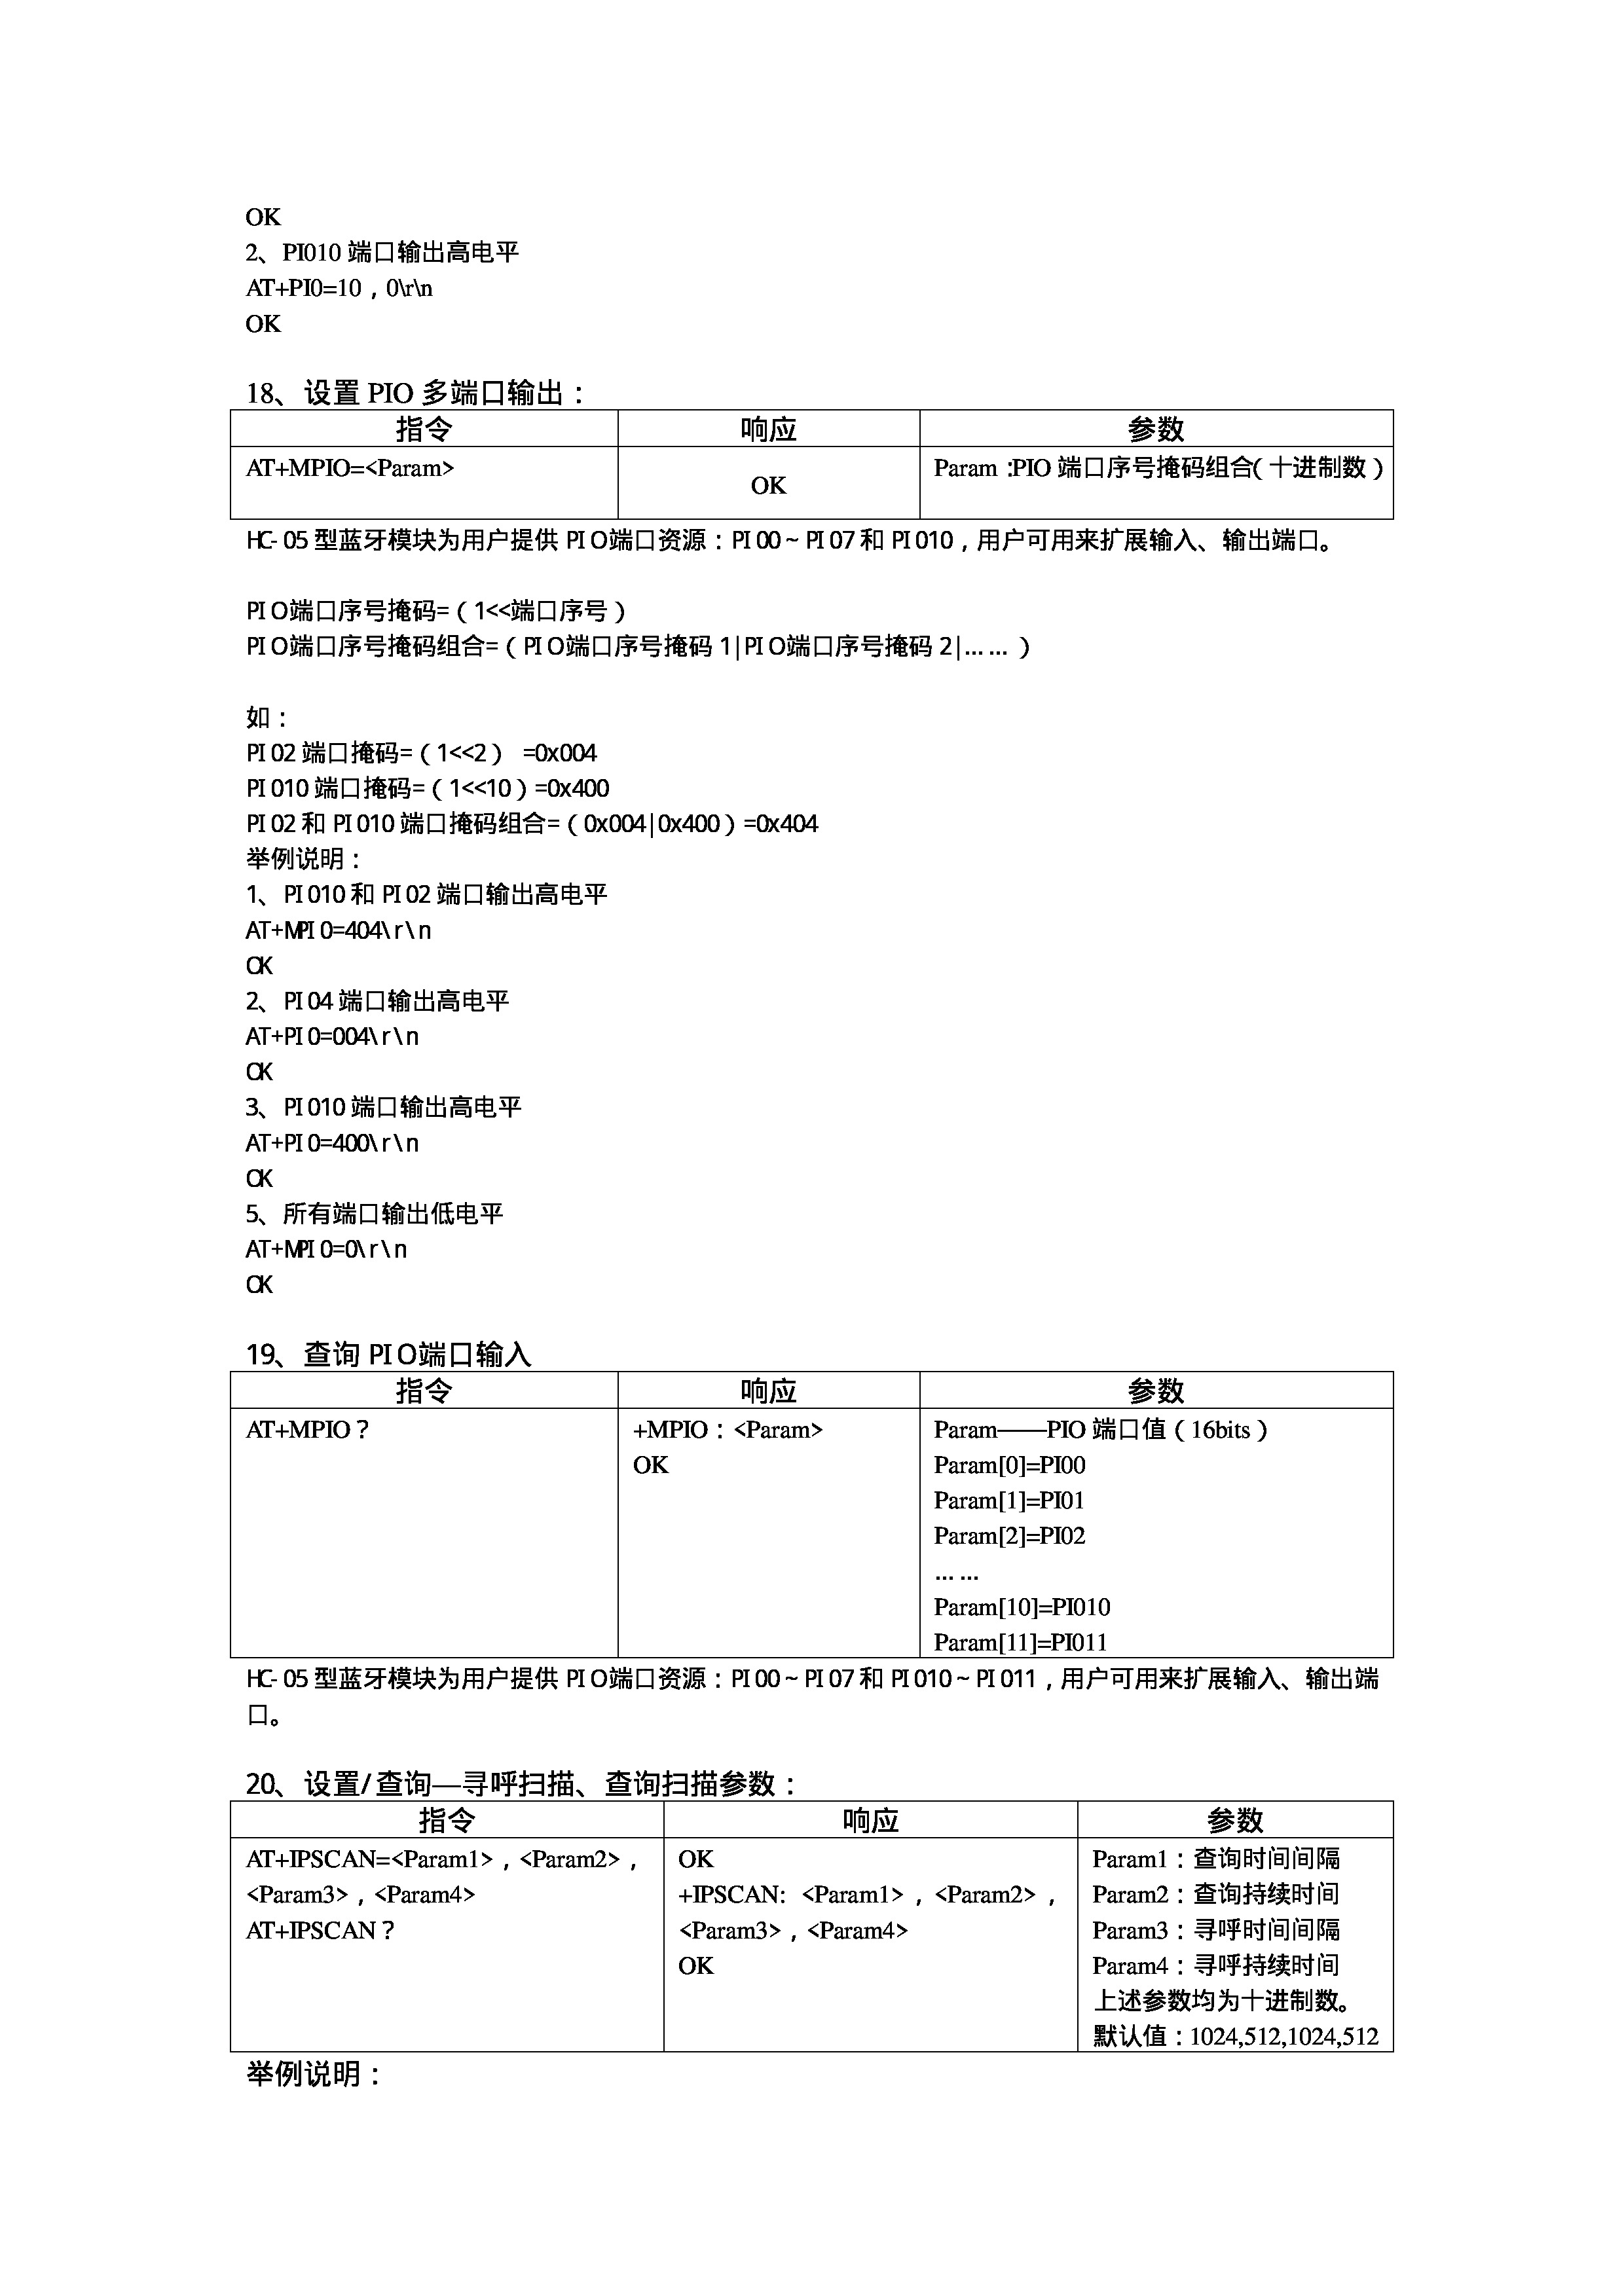 OK
2、PI010 端口输出高电平
AT+PI0=10，0\r\n
OK
18、设置 PIO 多端口输出：
指令 响应 参数
AT+MPIO=<Param> OK Param：PIO 端口序号掩码组合（十进制数）
HC-05 型蓝牙模块为用户提供 PIO端口资源：PI00～PI07 和 PI010，用户可用来扩展输入、输出端口。
PIO端口序号掩码=（1<<端口序号）
PIO端口序号掩码组合=（PIO端口序号掩码 1|PIO端口序号掩码 2|……）
如：
PI02 端口掩码=（1<<2） =0x004
PI010 端口掩码=（1<<10）=0x400
PI02 和 PI010 端口掩码组合=（0x004|0x400）=0x404
举例说明：
1、PI010 和 PI02 端口输出高电平
AT+MPI0=404\r\n
OK
2、PI04 端口输出高电平
AT+PI0=004\r\n
OK
3、PI010 端口输出高电平
AT+PI0=400\r\n
OK
5、所有端口输出低电平
AT+MPI0=0\r\n
OK
19、查询 PIO端口输入
指令 响应 参数
AT+MPIO？ +MPIO：<Param> Param——PIO 端口值（16bits）
OK Param[0]=PI00
Param[1]=PI01
Param[2]=PI02
……
Param[10]=PI010
Param[11]=PI011
HC-05 型蓝牙模块为用户提供 PIO端口资源：PI00～PI07 和 PI010～PI011，用户可用来扩展输入、输出端
口。
20、设置/查询—寻呼扫描、查询扫描参数：
指令 响应 参数
AT+IPSCAN=<Param1>，<Param2>， OK Param1：查询时间间隔
<Param3>，<Param4> +IPSCAN: <Param1>，<Param2>， Param2：查询持续时间
AT+IPSCAN？ <Param3>，<Param4> Param3：寻呼时间间隔
OK Param4：寻呼持续时间
上述参数均为十进制数。
默认值：1024,512,1024,512
举例说明：